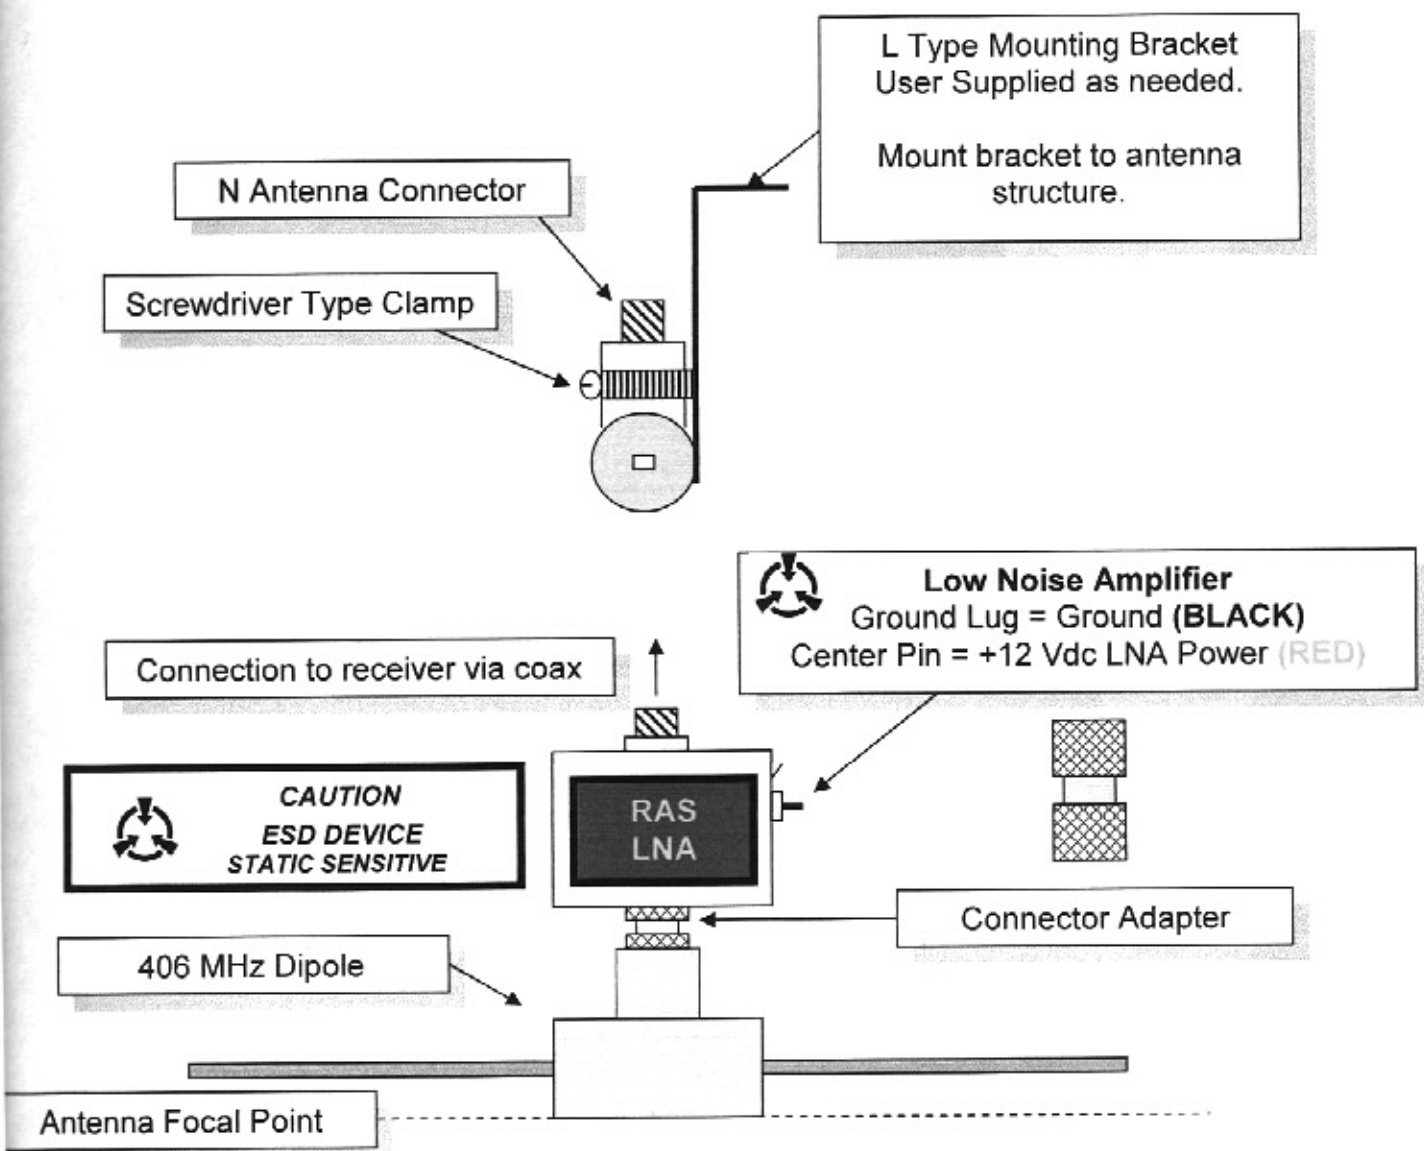 L Type Mounting Bracket
User Supplied as needed.
Mount bracket to antenna
structure.
N Antenna Connector
Screwdriver Type Clamp
Low Noise Amplifier
Ground Lug = Ground (BLACK)
Center Pin = +12 Vdc LNA Power (RED)
Connection to receiver via coax
CAUTION
ESD DEVICE
STATIC SENSITIVE
RAS
LNA
Connector Adapter
406 MHz Dipole
Antenna Focal Point